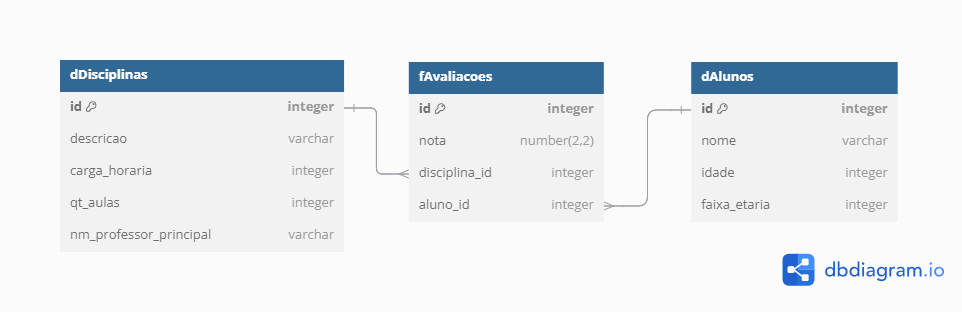 dDisciplinas
id integer
descricao varchar
carga_horaria integer
qt_aulas integer
nm_professor_principal varchar
fAvaliacoes
id integer
nota number(2,2)
disciplina_id integer
aluno_id integer
dAlunos
id integer
nome varchar
idade integer
faixa_etaria integer
dbdiagram.io